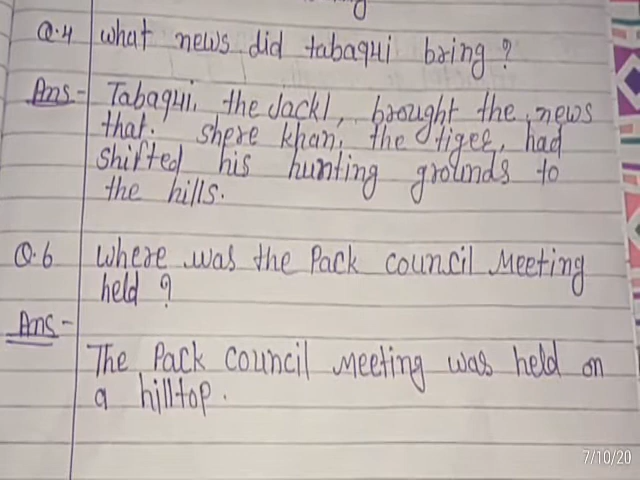 Q.4 what news did tabaqui bring ?
Ans- Tabaqui. the Jackl, brought the news
that. shere khan. the tigee, had
shifted his hunting grounds to
the hills.
Q.6 where was the Pack council Meeting
held ?
Ans-
The Pack council Meeting was held on
a hilltop.
7/10/20